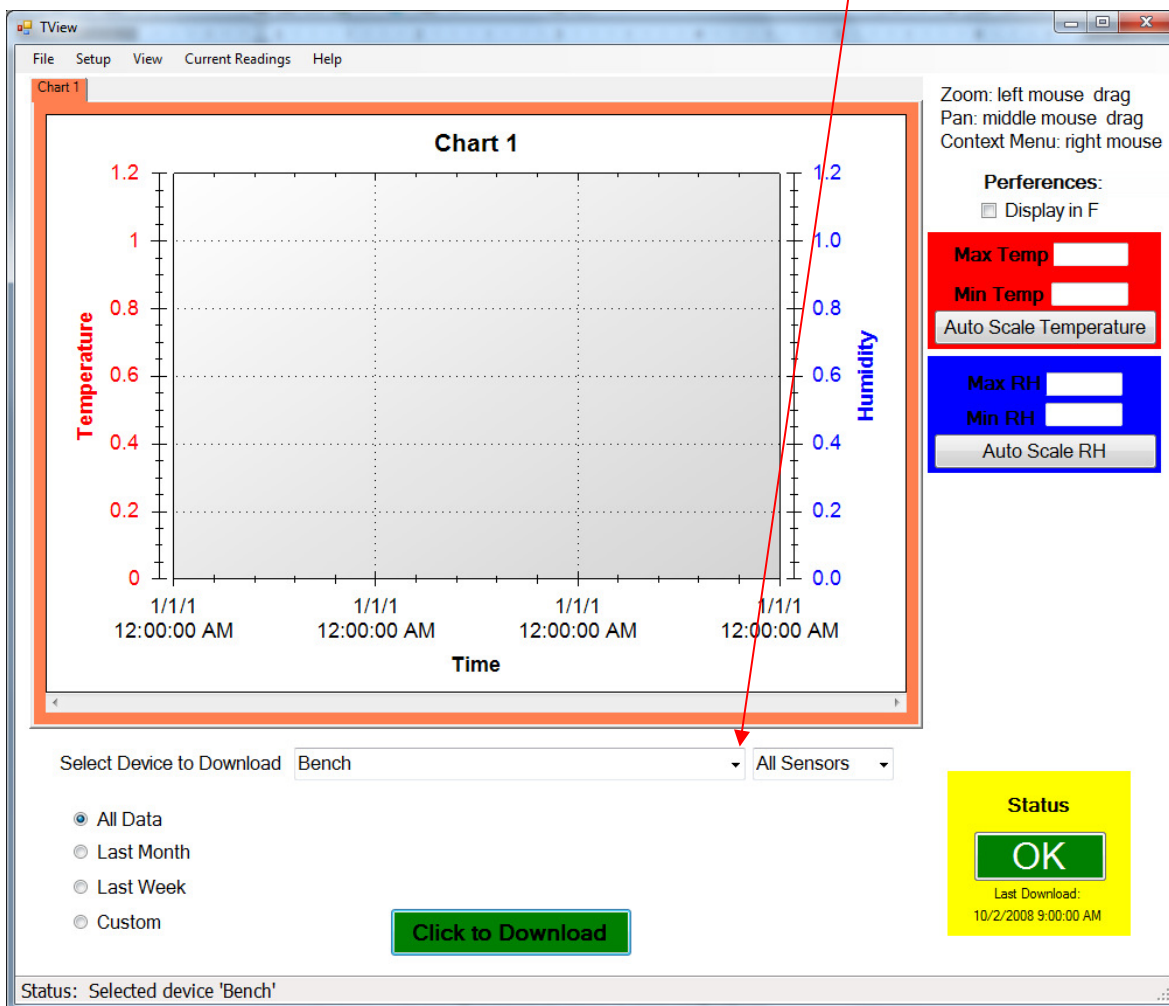 TView
File Setup View Current Readings Help
Chart 1
Zoom: left mouse drag
Pan: middle mouse drag
Context Menu: right mouse
Perferences:
Display in F
Max Temp
Min Temp
Auto Scale Temperature
Max RH
Min RH
Auto Scale RH
Chart 1
1.2
1
0.8
0.6
0.4
0.2
0
Temperature
1.2
1.0
0.8
0.6
0.4
0.2
0.0
Humidity
1/1/1 1/1/1 1/1/1 1/1/1
12:00:00 AM 12:00:00 AM 12:00:00 AM 12:00:00 AM
Time
Select Device to Download Bench All Sensors
All Data
Last Month
Last Week
Custom
Click to Download
Status
OK
Last Download:
10/2/2008 9:00:00 AM
Status: Selected device 'Bench'